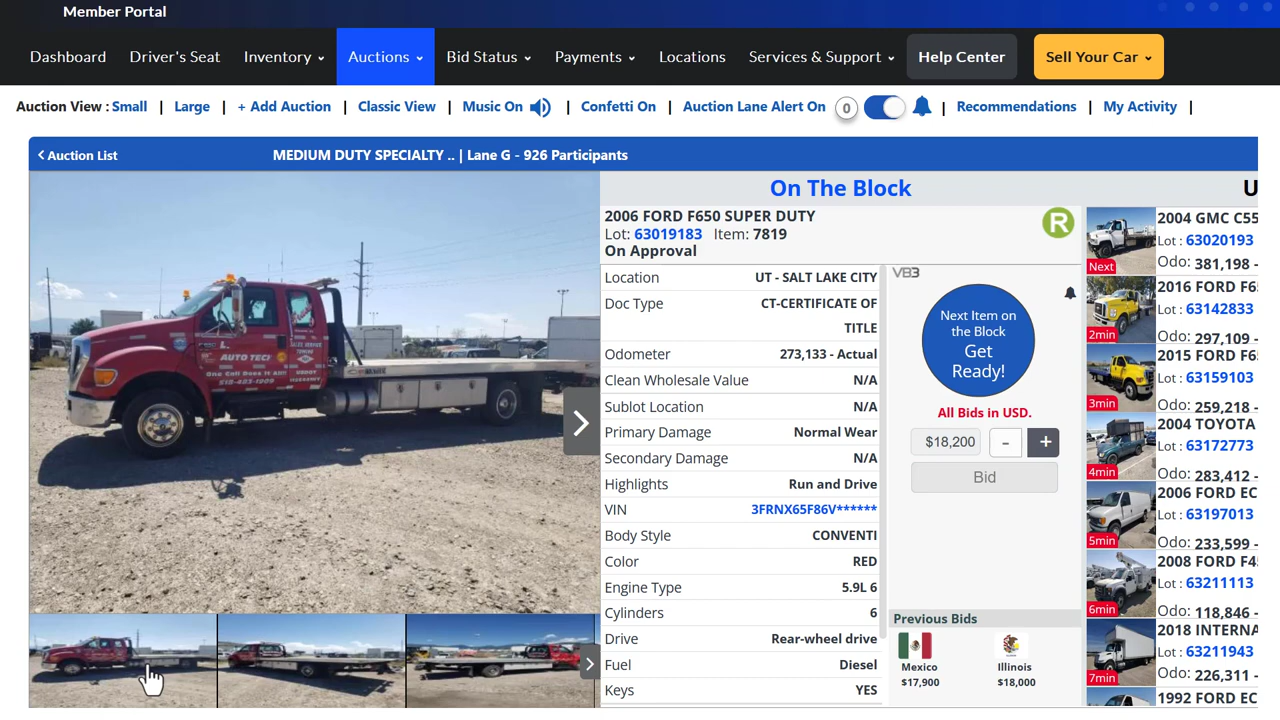 Member Portal
Dashboard
Driver's Seat
Inventory
Auctions
Bid Status
Payments
Locations
Services & Support
Help Center
Sell Your Car
Auction View : Small | Large | + Add Auction | Classic View | Music On | Confetti On | Auction Lane Alert On 0 | Recommendations | My Activity |
Auction List
MEDIUM DUTY SPECIALTY .. | Lane G - 926 Participants
AUTO TECH
One Call Does It All!
518-403-1909
On The Block
2006 FORD F650 SUPER DUTY
Lot: 63019183 Item: 7819
On Approval
R
Location UT - SALT LAKE CITY
Doc Type CT-CERTIFICATE OF
TITLE
Odometer 273,133 - Actual
Clean Wholesale Value N/A
Sublot Location N/A
Primary Damage Normal Wear
Secondary Damage N/A
Highlights Run and Drive
VIN 3FRNX65F86V******
Body Style CONVENTI
Color RED
Engine Type 5.9L 6
Cylinders 6
Drive Rear-wheel drive
Fuel Diesel
Keys YES
VB3
Next Item on
the Block
Get
Ready!
All Bids in USD.
$18,200 - +
Bid
Previous Bids
Mexico
$17,900
Illinois
$18,000
U
2004 GMC C55
Lot : 63020193
Odo: 381,198 -
Next
2016 FORD F6
Lot : 63142833
Odo: 297,109 -
2min
2015 FORD F6
Lot : 63159103
Odo: 259,218 -
3min
2004 TOYOTA
Lot : 63172773
Odo: 283,412 -
4min
2006 FORD EC
Lot : 63197013
Odo: 233,599 -
5min
2008 FORD F4
Lot : 63211113
Odo: 118,846 -
6min
2018 INTERNA
Lot : 63211943
Odo: 226,311 -
7min
1992 FORD EC